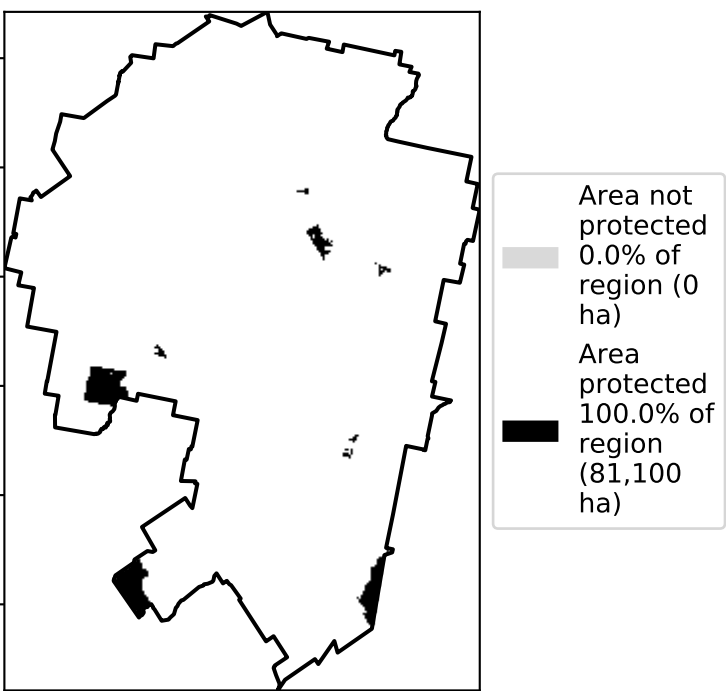 Area not
protected
0.0% of
region (0
ha)
Area
protected
100.0% of
region
(81,100
ha)